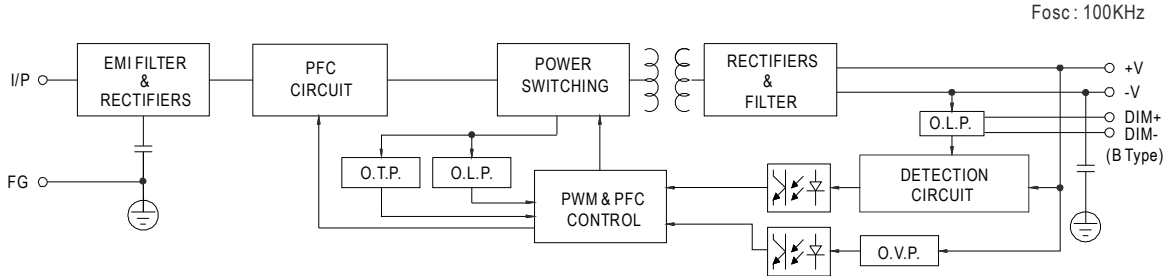 Fosc : 100KHz
I/P
EMI FILTER
&
RECTIFIERS
PFC
CIRCUIT
POWER
SWITCHING
RECTIFIERS
&
FILTER
+V
-V
DIM+
DIM-
(B Type)
O.L.P.
O.T.P.
O.L.P.
FG
PWM & PFC
CONTROL
DETECTION
CIRCUIT
O.V.P.